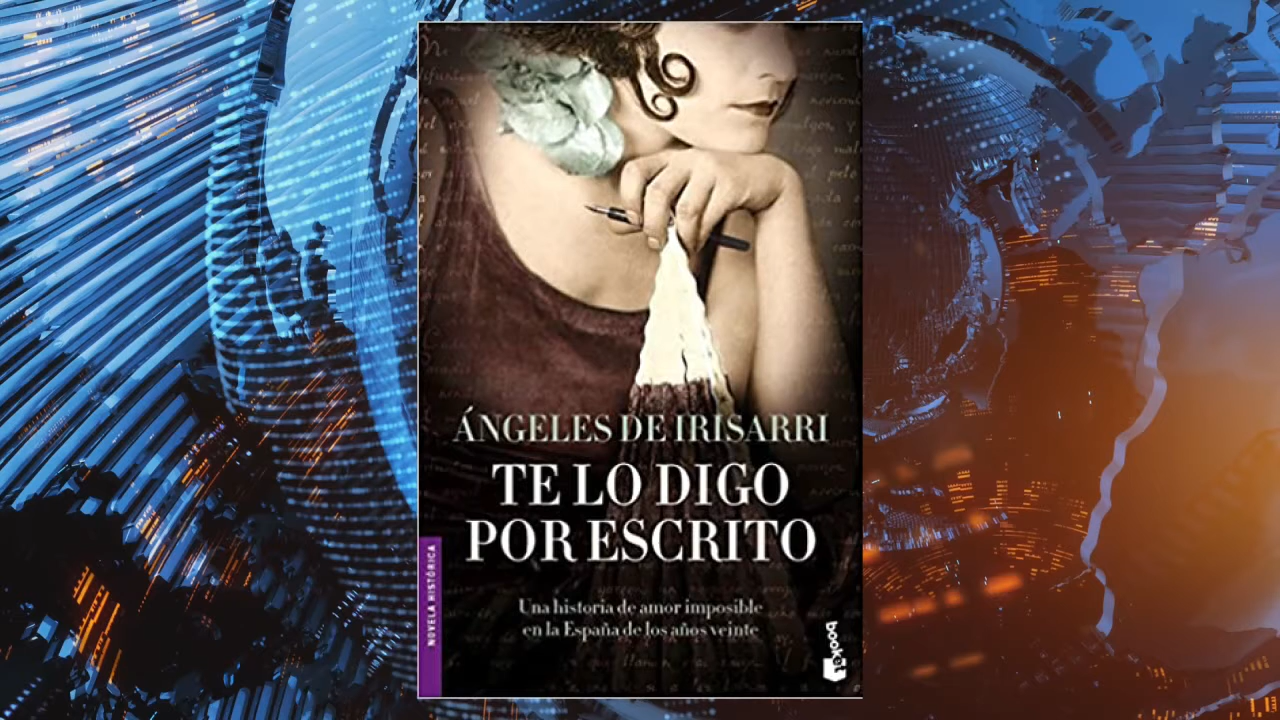 ÁNGELES DE IRISARRI
TE LO DIGO
POR ESCRITO
Una historia de amor imposible
en la España de los años veinte
NOVELA HISTÓRICA
booket